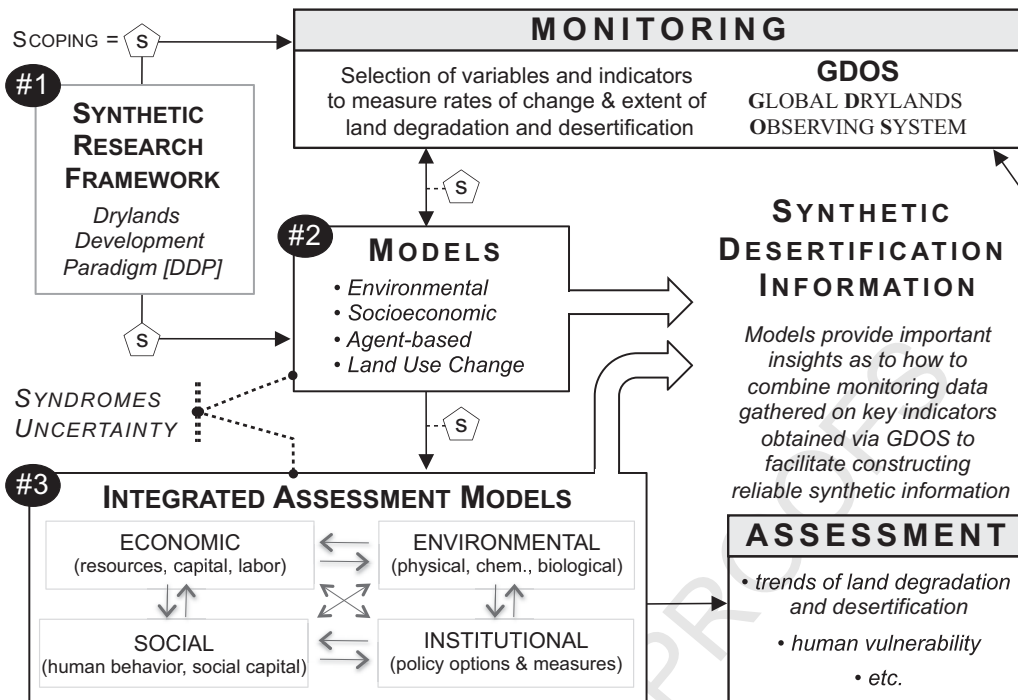 SCOPING = S
MONITORING
Selection of variables and indicators
to measure rates of change & extent of
land degradation and desertification
GDOS
GLOBAL DRYLANDS
OBSERVING SYSTEM
#1
SYNTHETIC
RESEARCH
FRAMEWORK
Drylands
Development
Paradigm [DDP]
S
S
#2
MODELS
• Environmental
• Socioeconomic
• Agent-based
• Land Use Change
SYNTHETIC
DESERTIFICATION
INFORMATION
Models provide important
insights as to how to
combine monitoring data
gathered on key indicators
obtained via GDOS to
facilitate constructing
reliable synthetic information
SYNDROMES
UNCERTAINTY
S
#3
INTEGRATED ASSESSMENT MODELS
ECONOMIC
(resources, capital, labor)
ENVIRONMENTAL
(physical, chem., biological)
SOCIAL
(human behavior, social capital)
INSTITUTIONAL
(policy options & measures)
ASSESSMENT
• trends of land degradation
and desertification
• human vulnerability
• etc.
PROOFS